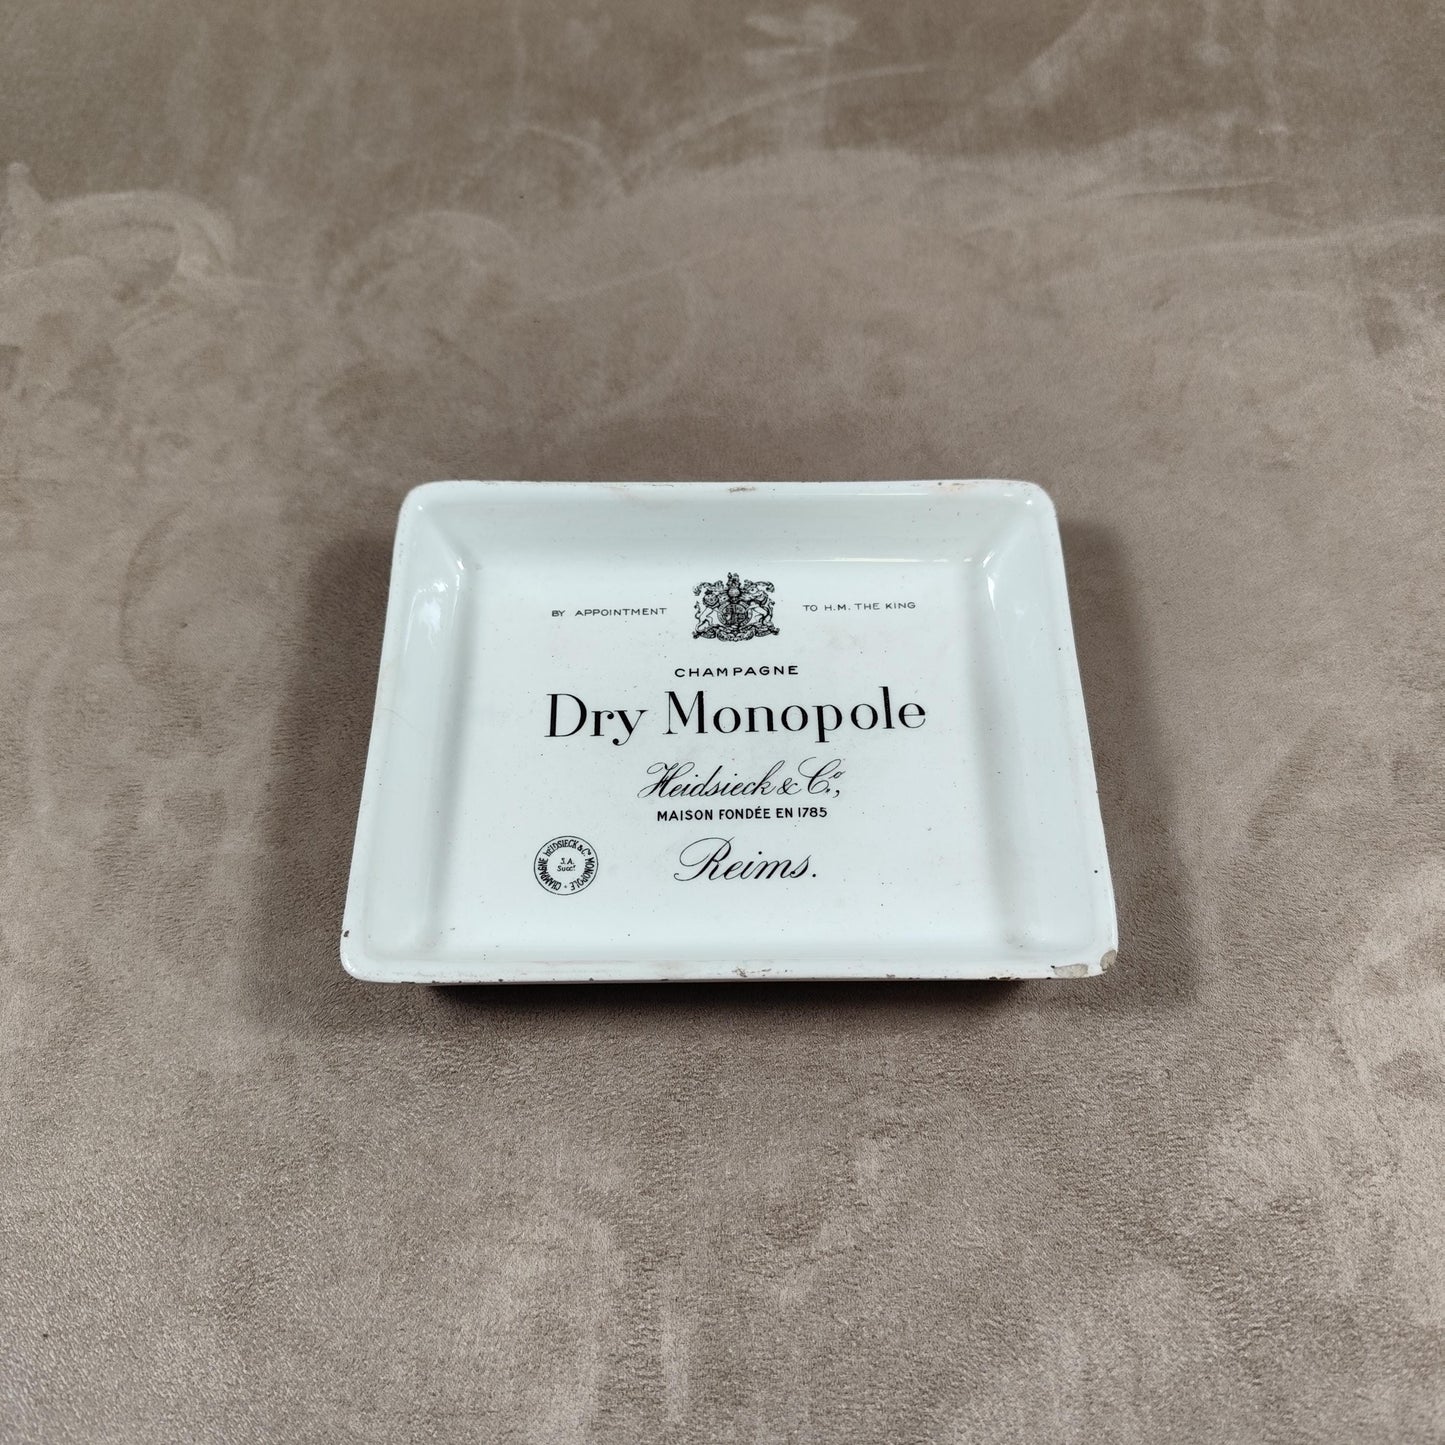 BY APPOINTMENT TO H.M. THE KING
CHAMPAGNE
Dry Monopole
Heidsieck & Cº.,
MAISON FONDÉE EN 1785
Reims.
CHAMPAGNE HEIDSIECK & Cº MONOPOLE
S.A.
Succʳ